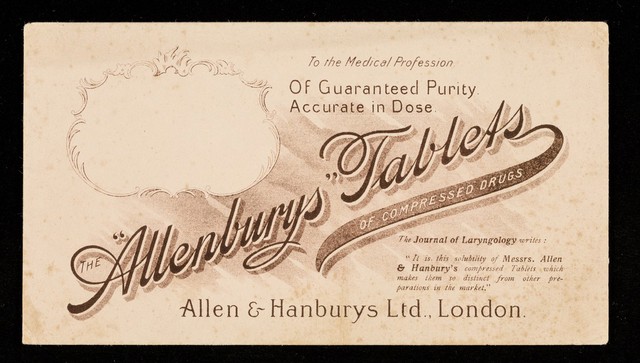 To the Medical Profession
Of Guaranteed Purity.
Accurate in Dose.
THE "Allenburys" Tablets
OF COMPRESSED DRUGS
The Journal of Laryngology writes :
"It is this solubility of Messrs. Allen
& Hanbury's compressed Tablets which
makes them so distinct from other pre-
parations in the market."
Allen & Hanburys Ltd., London.